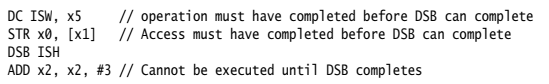 DC ISW, x5 // operation must have completed before DSB can complete
STR x0, [x1] // Access must have completed before DSB can complete
DSB ISH
ADD x2, x2, #3 // Cannot be executed until DSB completes